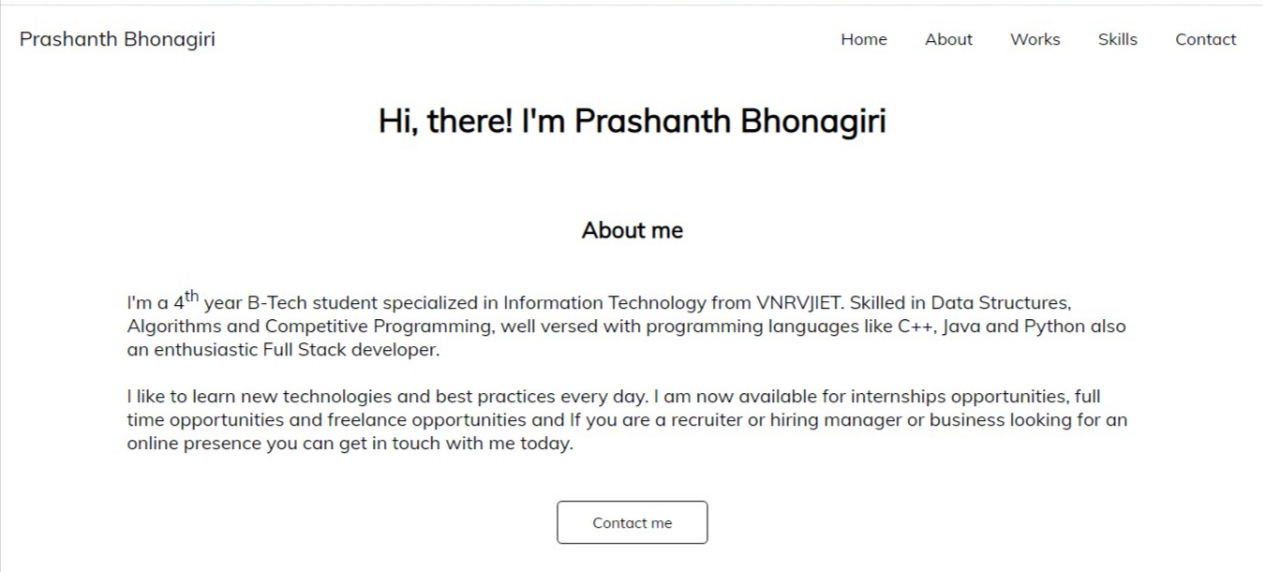 Prashanth Bhonagiri
Home About Works Skills Contact
Hi, there! I'm Prashanth Bhonagiri
About me
I'm a 4th year B-Tech student specialized in Information Technology from VNRVJIET. Skilled in Data Structures,
Algorithms and Competitive Programming, well versed with programming languages like C++, Java and Python also
an enthusiastic Full Stack developer.
I like to learn new technologies and best practices every day. I am now available for internships opportunities, full
time opportunities and freelance opportunities and If you are a recruiter or hiring manager or business looking for an
online presence you can get in touch with me today.
Contact me